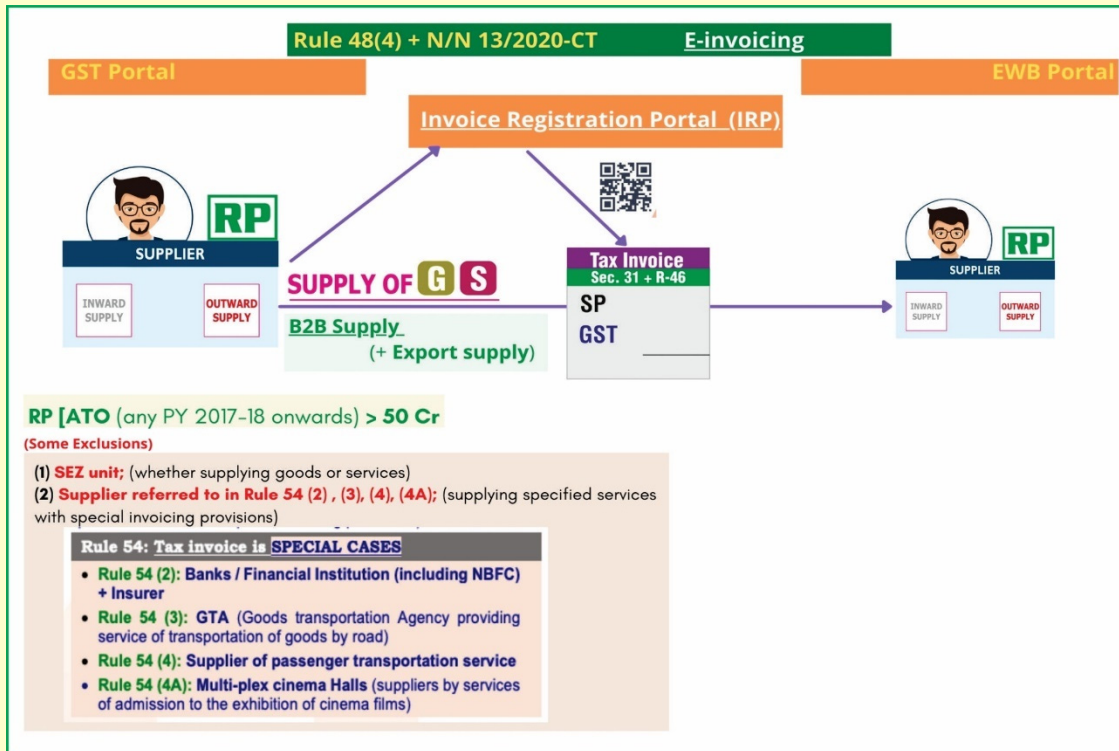 Rule 48(4) + N/N 13/2020-CT E-invoicing
GST Portal
EWB Portal
Invoice Registration Portal (IRP)
RP
SUPPLIER
INWARD
SUPPLY
OUTWARD
SUPPLY
SUPPLY OF G S
B2B Supply
(+ Export supply)
Tax Invoice
Sec. 31 + R-46
SP
GST
RP
SUPPLIER
INWARD
SUPPLY
OUTWARD
SUPPLY
RP [ATO (any PY 2017-18 onwards) > 50 Cr
(Some Exclusions)
(1) SEZ unit; (whether supplying goods or services)
(2) Supplier referred to in Rule 54 (2) , (3), (4), (4A); (supplying specified services
with special invoicing provisions)
Rule 54: Tax invoice is SPECIAL CASES
• Rule 54 (2): Banks / Financial Institution (including NBFC)
+ Insurer
• Rule 54 (3): GTA (Goods transportation Agency providing
service of transportation of goods by road)
• Rule 54 (4): Supplier of passenger transportation service
• Rule 54 (4A): Multi-plex cinema Halls (suppliers by services
of admission to the exhibition of cinema films)